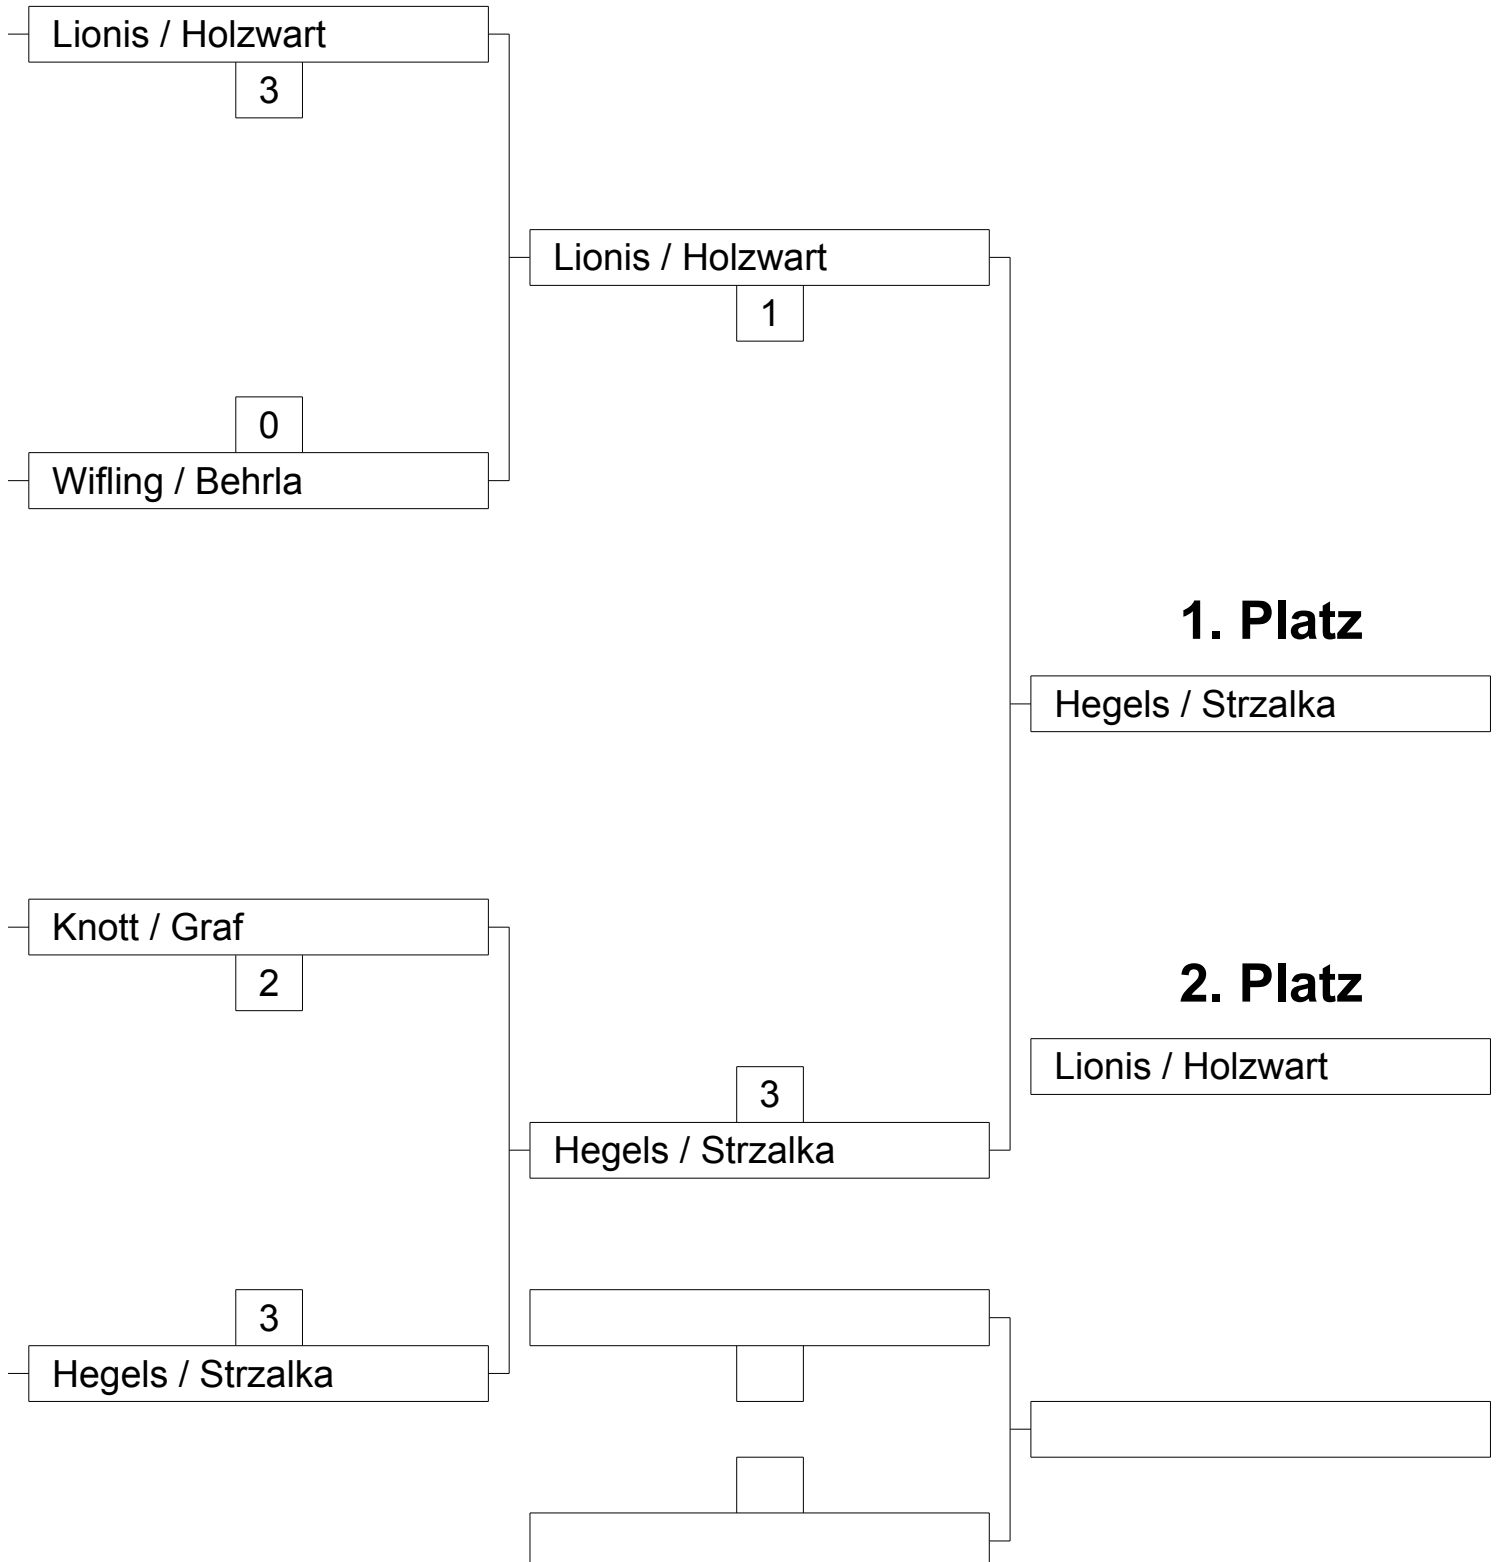 Lionis / Holzwart
3
Lionis / Holzwart
1
0
Wifling / Behrla
1. Platz
Hegels / Strzalka
Knott / Graf
2
2. Platz
Lionis / Holzwart
3
Hegels / Strzalka
3
Hegels / Strzalka